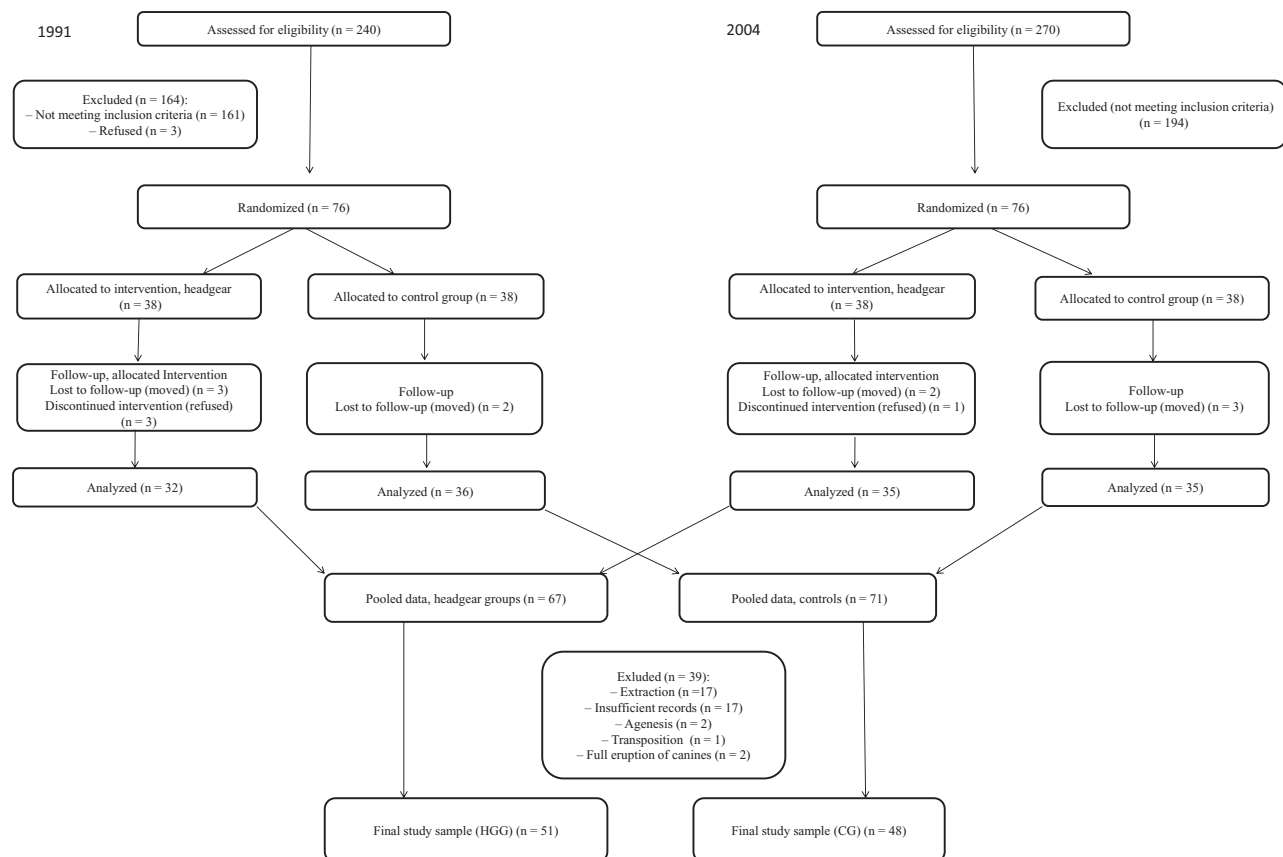 1991
Assessed for eligibility (n = 240)
2004
Assessed for eligibility (n = 270)
Excluded (n = 164):
– Not meeting inclusion criteria (n = 161)
– Refused (n = 3)
Excluded (not meeting inclusion criteria)
(n = 194)
Randomized (n = 76)
Randomized (n = 76)
Allocated to intervention, headgear
(n = 38)
Allocated to control group (n = 38)
Allocated to intervention, headgear
(n = 38)
Allocated to control group (n = 38)
Follow-up, allocated Intervention
Lost to follow-up (moved) (n = 3)
Discontinued intervention (refused)
(n = 3)
Follow-up
Lost to follow-up (moved) (n = 2)
Follow-up, allocated intervention
Lost to follow-up (moved) (n = 2)
Discontinued intervention (refused) (n = 1)
Follow-up
Lost to follow-up (moved) (n = 3)
Analyzed (n = 32)
Analyzed (n = 36)
Analyzed (n = 35)
Analyzed (n = 35)
Pooled data, headgear groups (n = 67)
Pooled data, controls (n = 71)
Exluded (n = 39):
– Extraction (n =17)
– Insufficient records (n = 17)
– Agenesis (n = 2)
– Transposition (n = 1)
– Full eruption of canines (n = 2)
Final study sample (HGG) (n = 51)
Final study sample (CG) (n = 48)